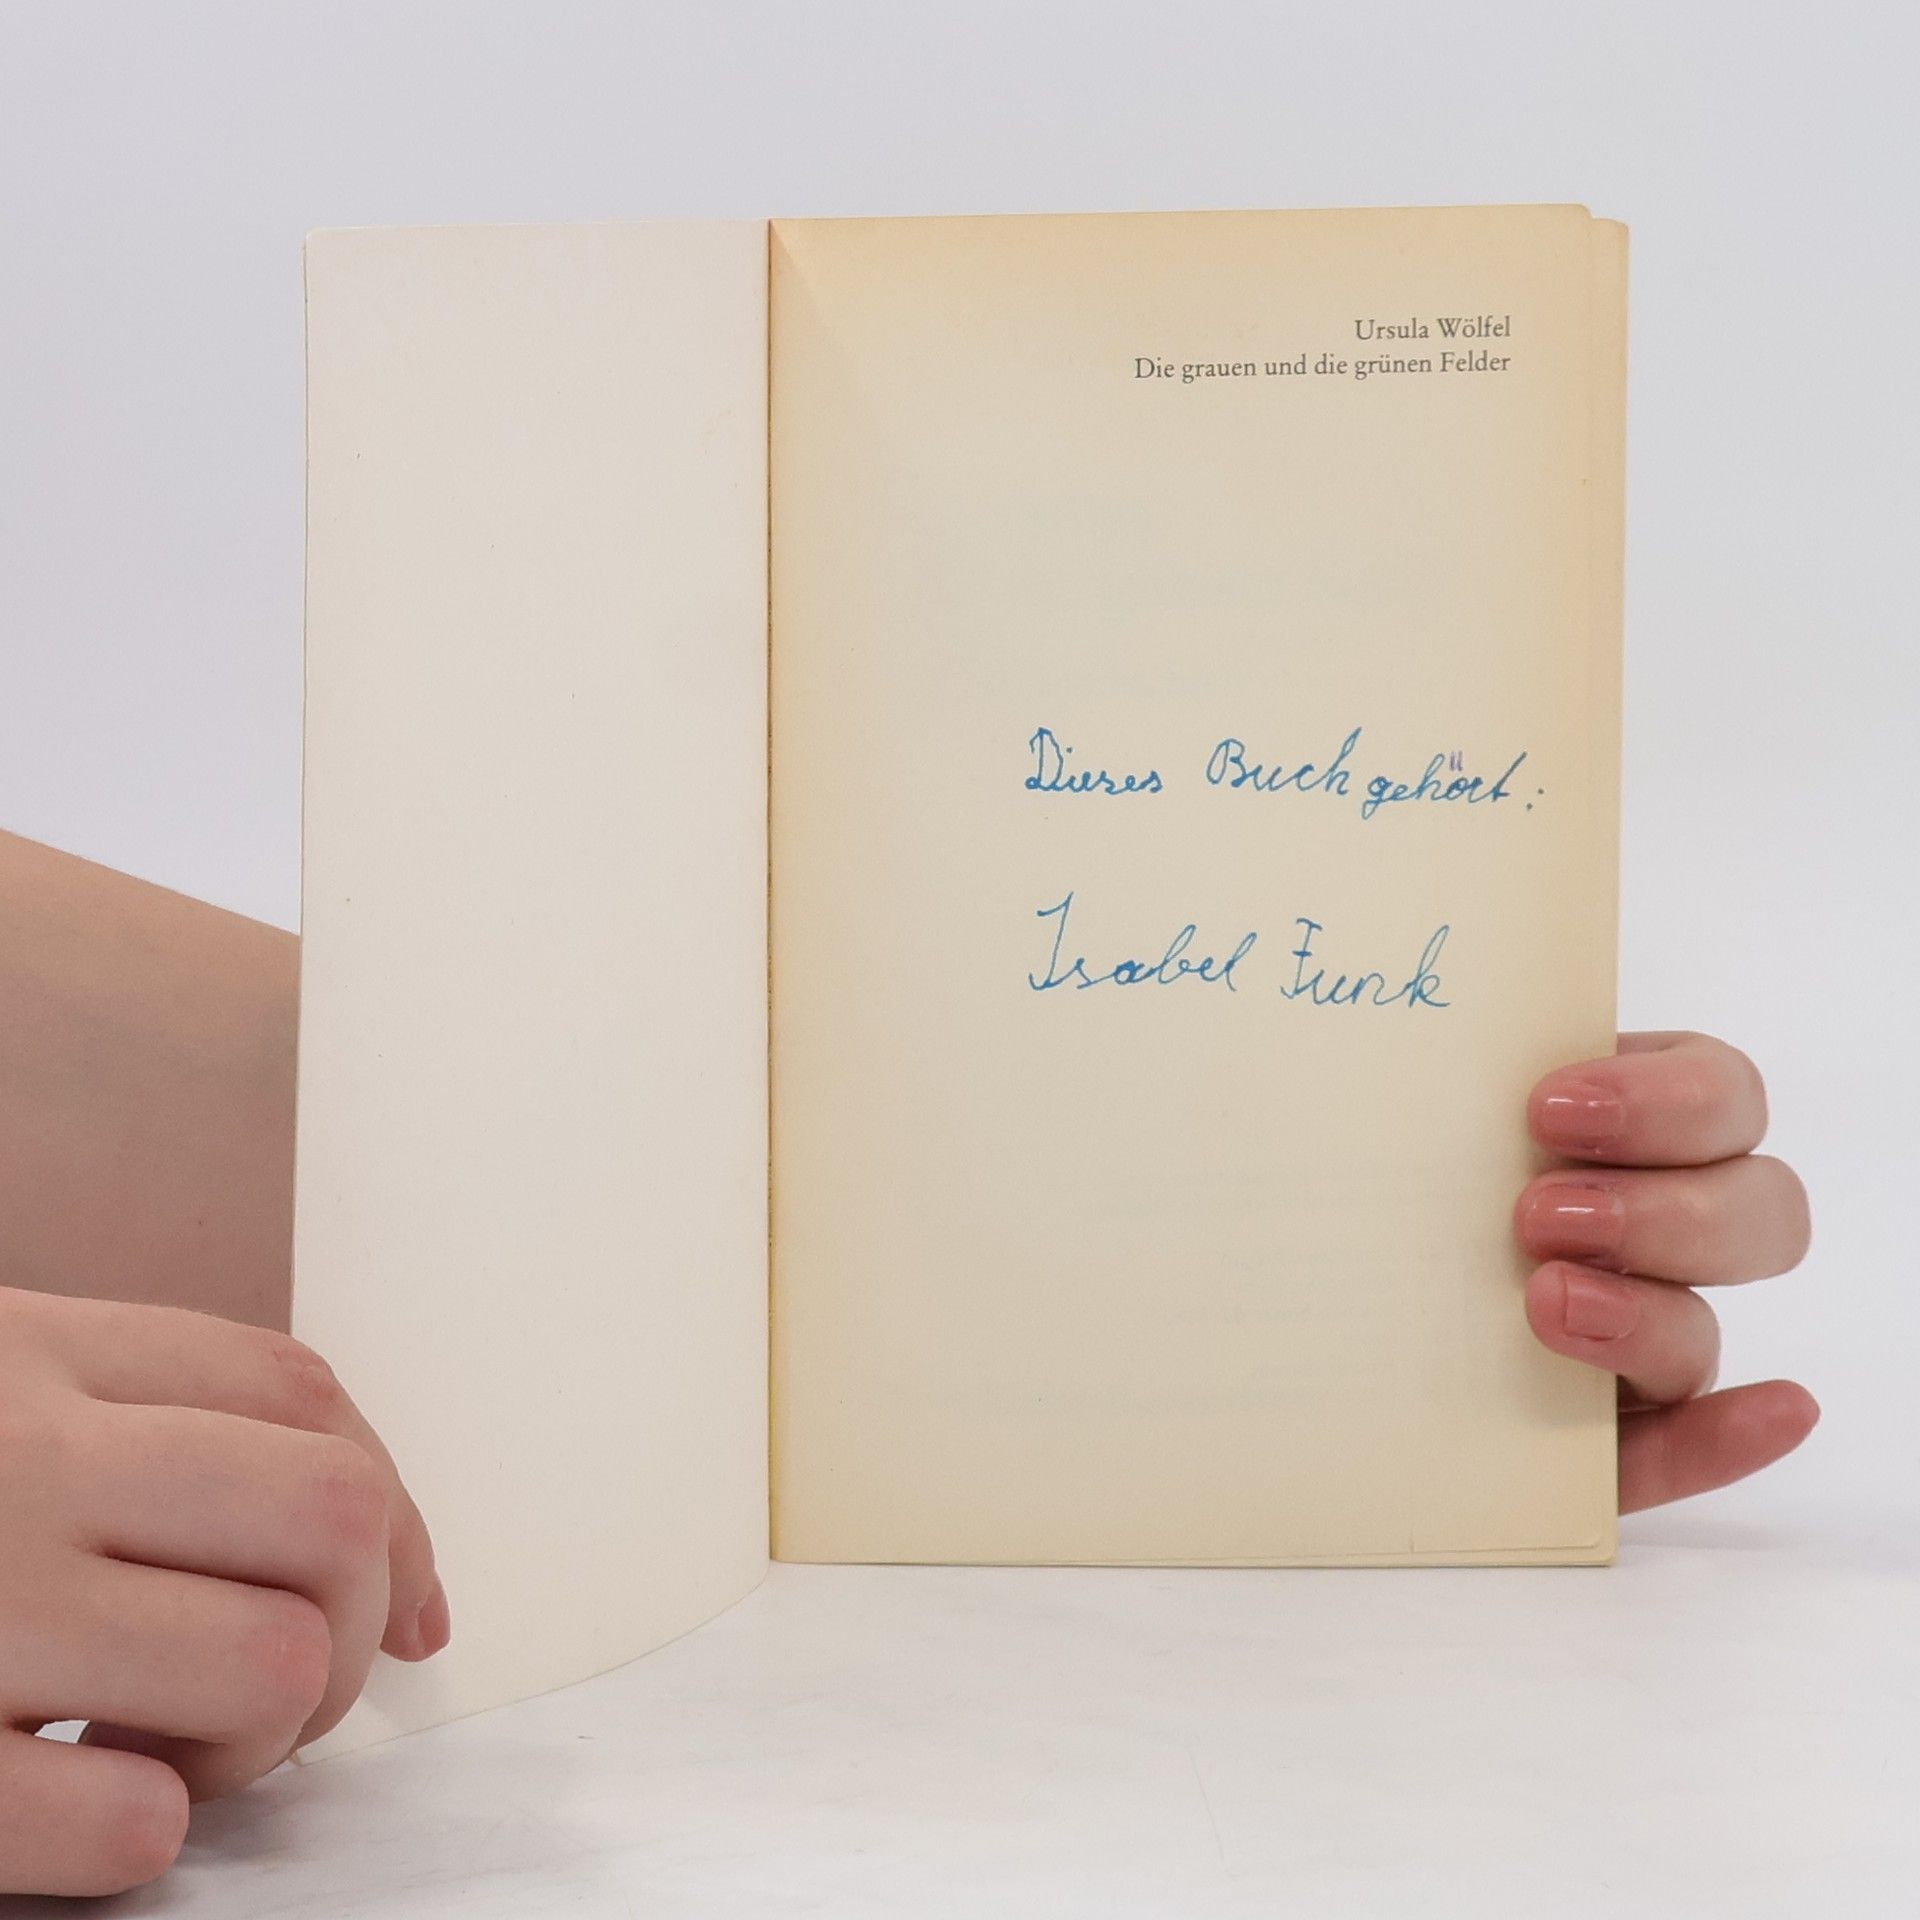 Ursula Wölfel
Die grauen und die grünen Felder
Dieses Buch gehört:
Isabel Funk